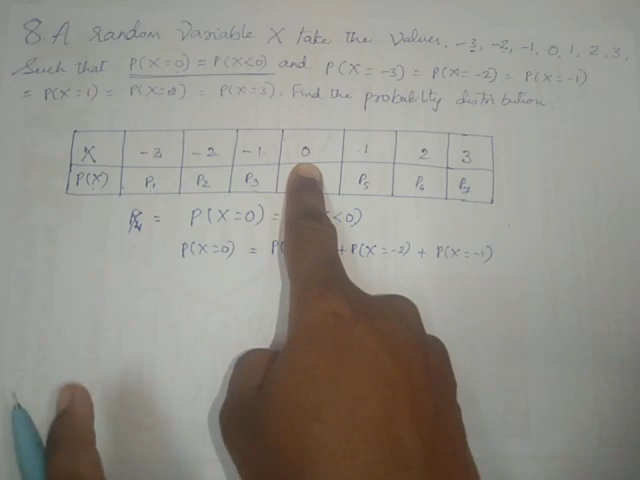 8. A random Variable X take the values, -3, -2, -1, 0, 1, 2, 3,
Such that P(X=0) = P(X<0) and P(X=-3) = P(X=-2) = P(X=-1)
= P(X=1) = P(X=2) = P(X=3). Find the probability distribution
X -3 -2 -1 0 1 2 3
P(X) P1 P2 P3 P5 P6 P7
P4 = P(X=0) = <0)
P(X=0) = P( + P(X=-2) + P(X=-1)